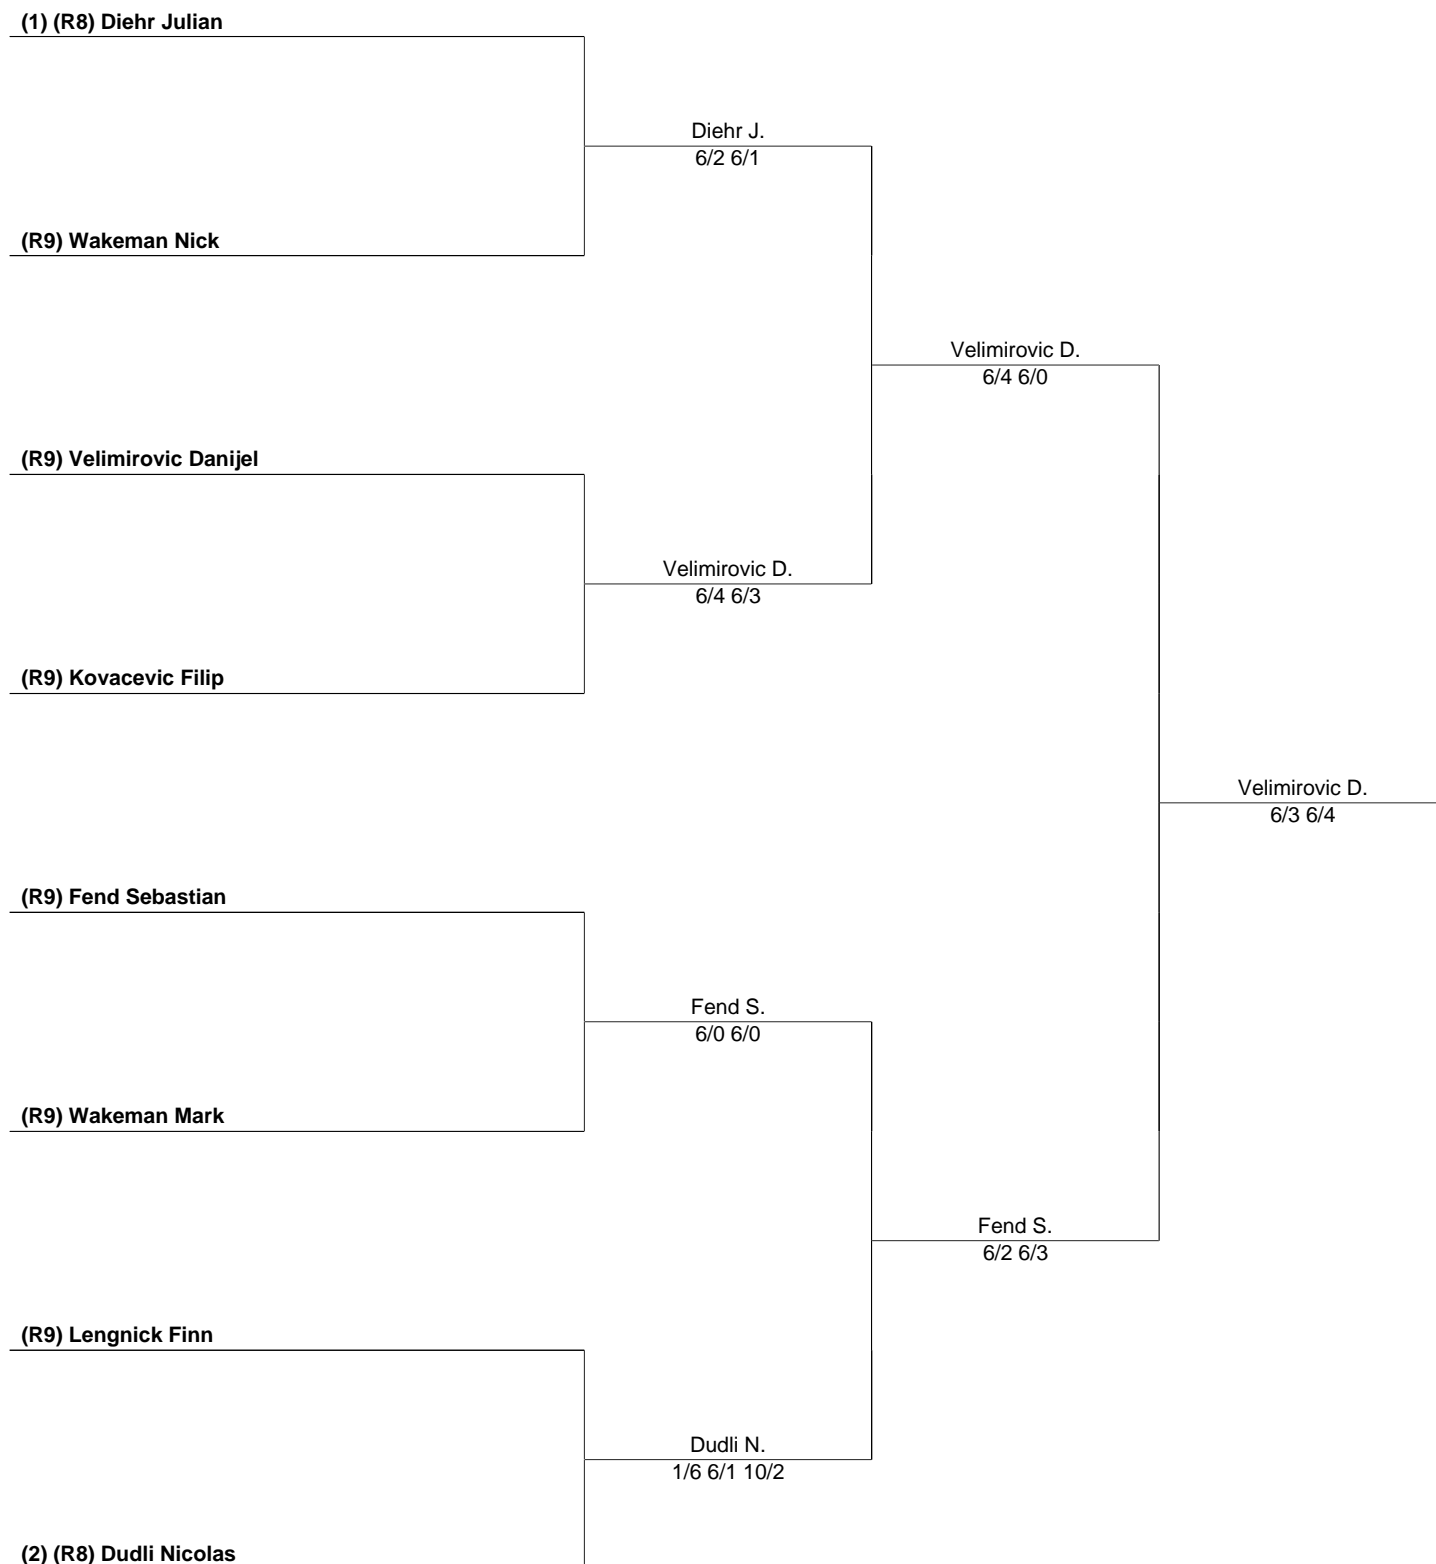 (1) (R8) Diehr Julian
Diehr J.
6/2 6/1
(R9) Wakeman Nick
Velimirovic D.
6/4 6/0
(R9) Velimirovic Danijel
Velimirovic D.
6/4 6/3
(R9) Kovacevic Filip
Velimirovic D.
6/3 6/4
(R9) Fend Sebastian
Fend S.
6/0 6/0
(R9) Wakeman Mark
Fend S.
6/2 6/3
(R9) Lengnick Finn
Dudli N.
1/6 6/1 10/2
(2) (R8) Dudli Nicolas